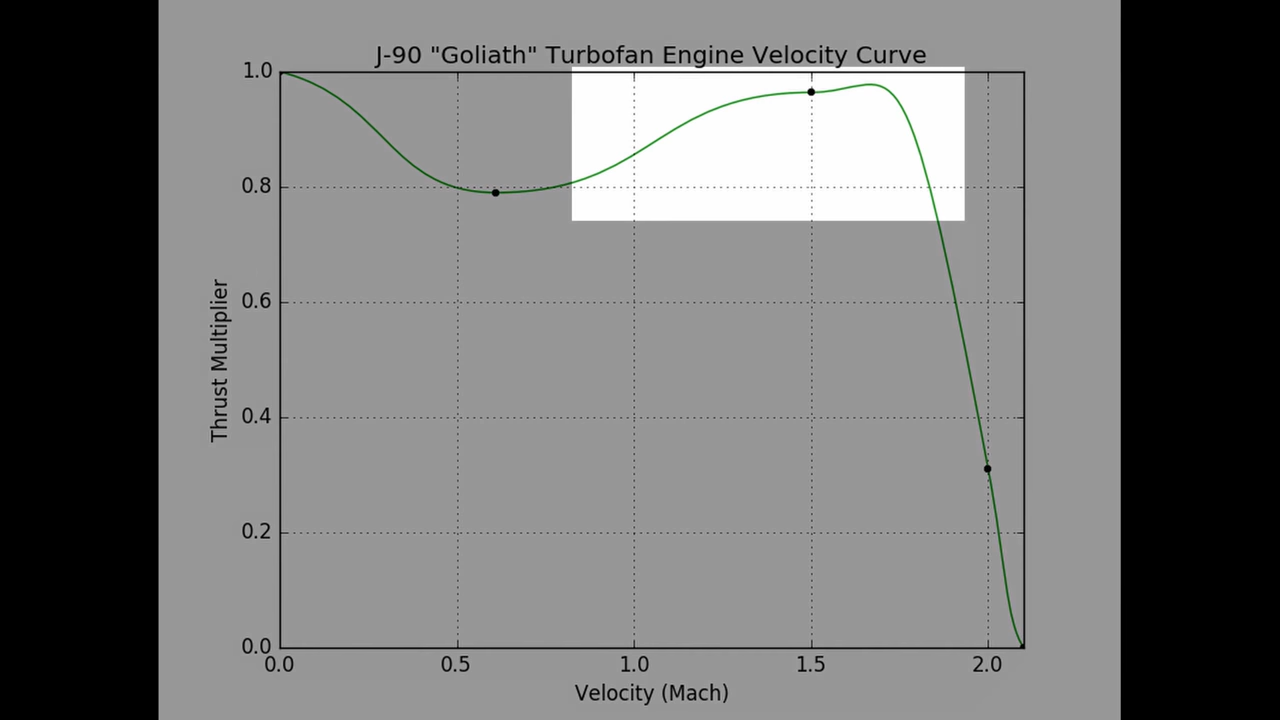 J-90 "Goliath" Turbofan Engine Velocity Curve
1.0
0.8
0.6
0.4
0.2
0.0
Thrust Multiplier
0.0 0.5 1.0 1.5 2.0
Velocity (Mach)